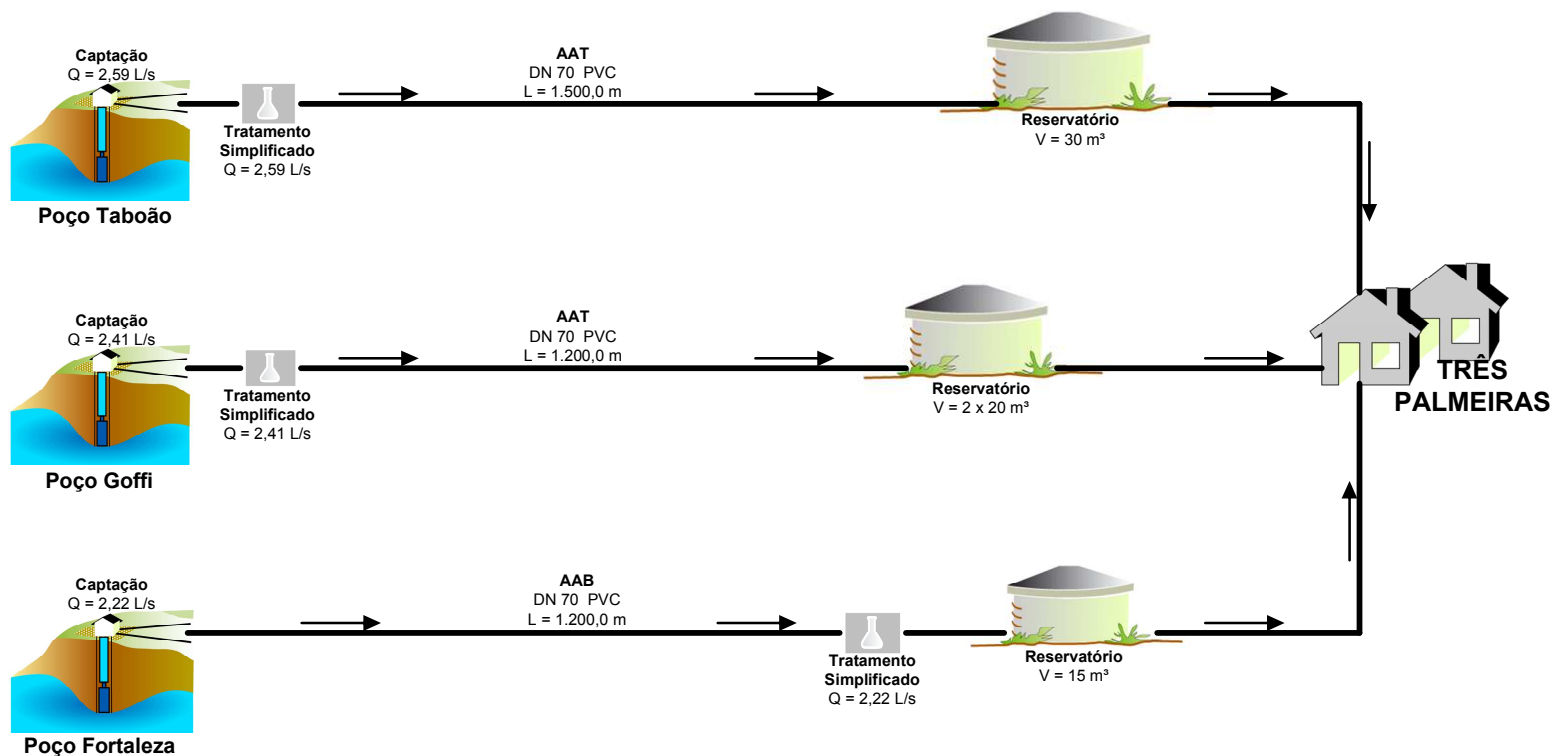 Captação
Q = 2,59 L/s
Tratamento
Simplificado
Q = 2,59 L/s
Poço Taboão
AAT
DN 70 PVC
L = 1.500,0 m
Reservatório
V = 30 m³
Captação
Q = 2,41 L/s
Tratamento
Simplificado
Q = 2,41 L/s
Poço Goffi
AAT
DN 70 PVC
L = 1.200,0 m
Reservatório
V = 2 x 20 m³
TRÊS
PALMEIRAS
Captação
Q = 2,22 L/s
Poço Fortaleza
AAB
DN 70 PVC
L = 1.200,0 m
Tratamento
Simplificado
Q = 2,22 L/s
Reservatório
V = 15 m³